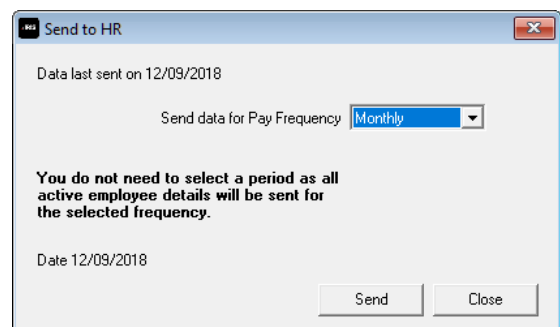 IRIS Send to HR
Data last sent on 12/09/2018
Send data for Pay Frequency Monthly
You do not need to select a period as all
active employee details will be sent for
the selected frequency.
Date 12/09/2018
Send Close